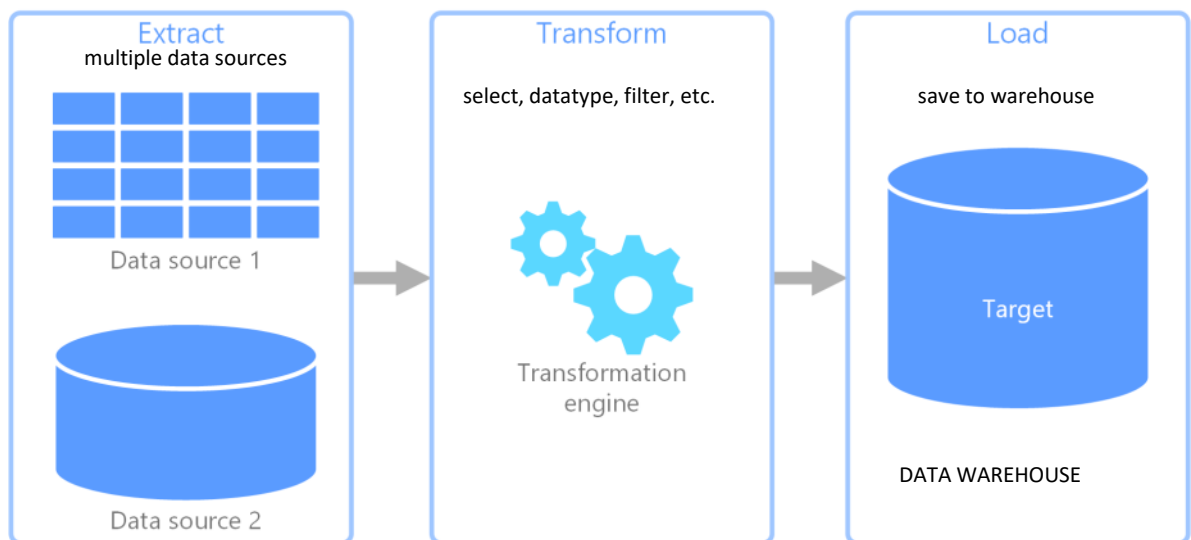 Extract
multiple data sources
Data source 1
Data source 2
Transform
select, datatype, filter, etc.
Transformation
engine
Load
save to warehouse
Target
DATA WAREHOUSE